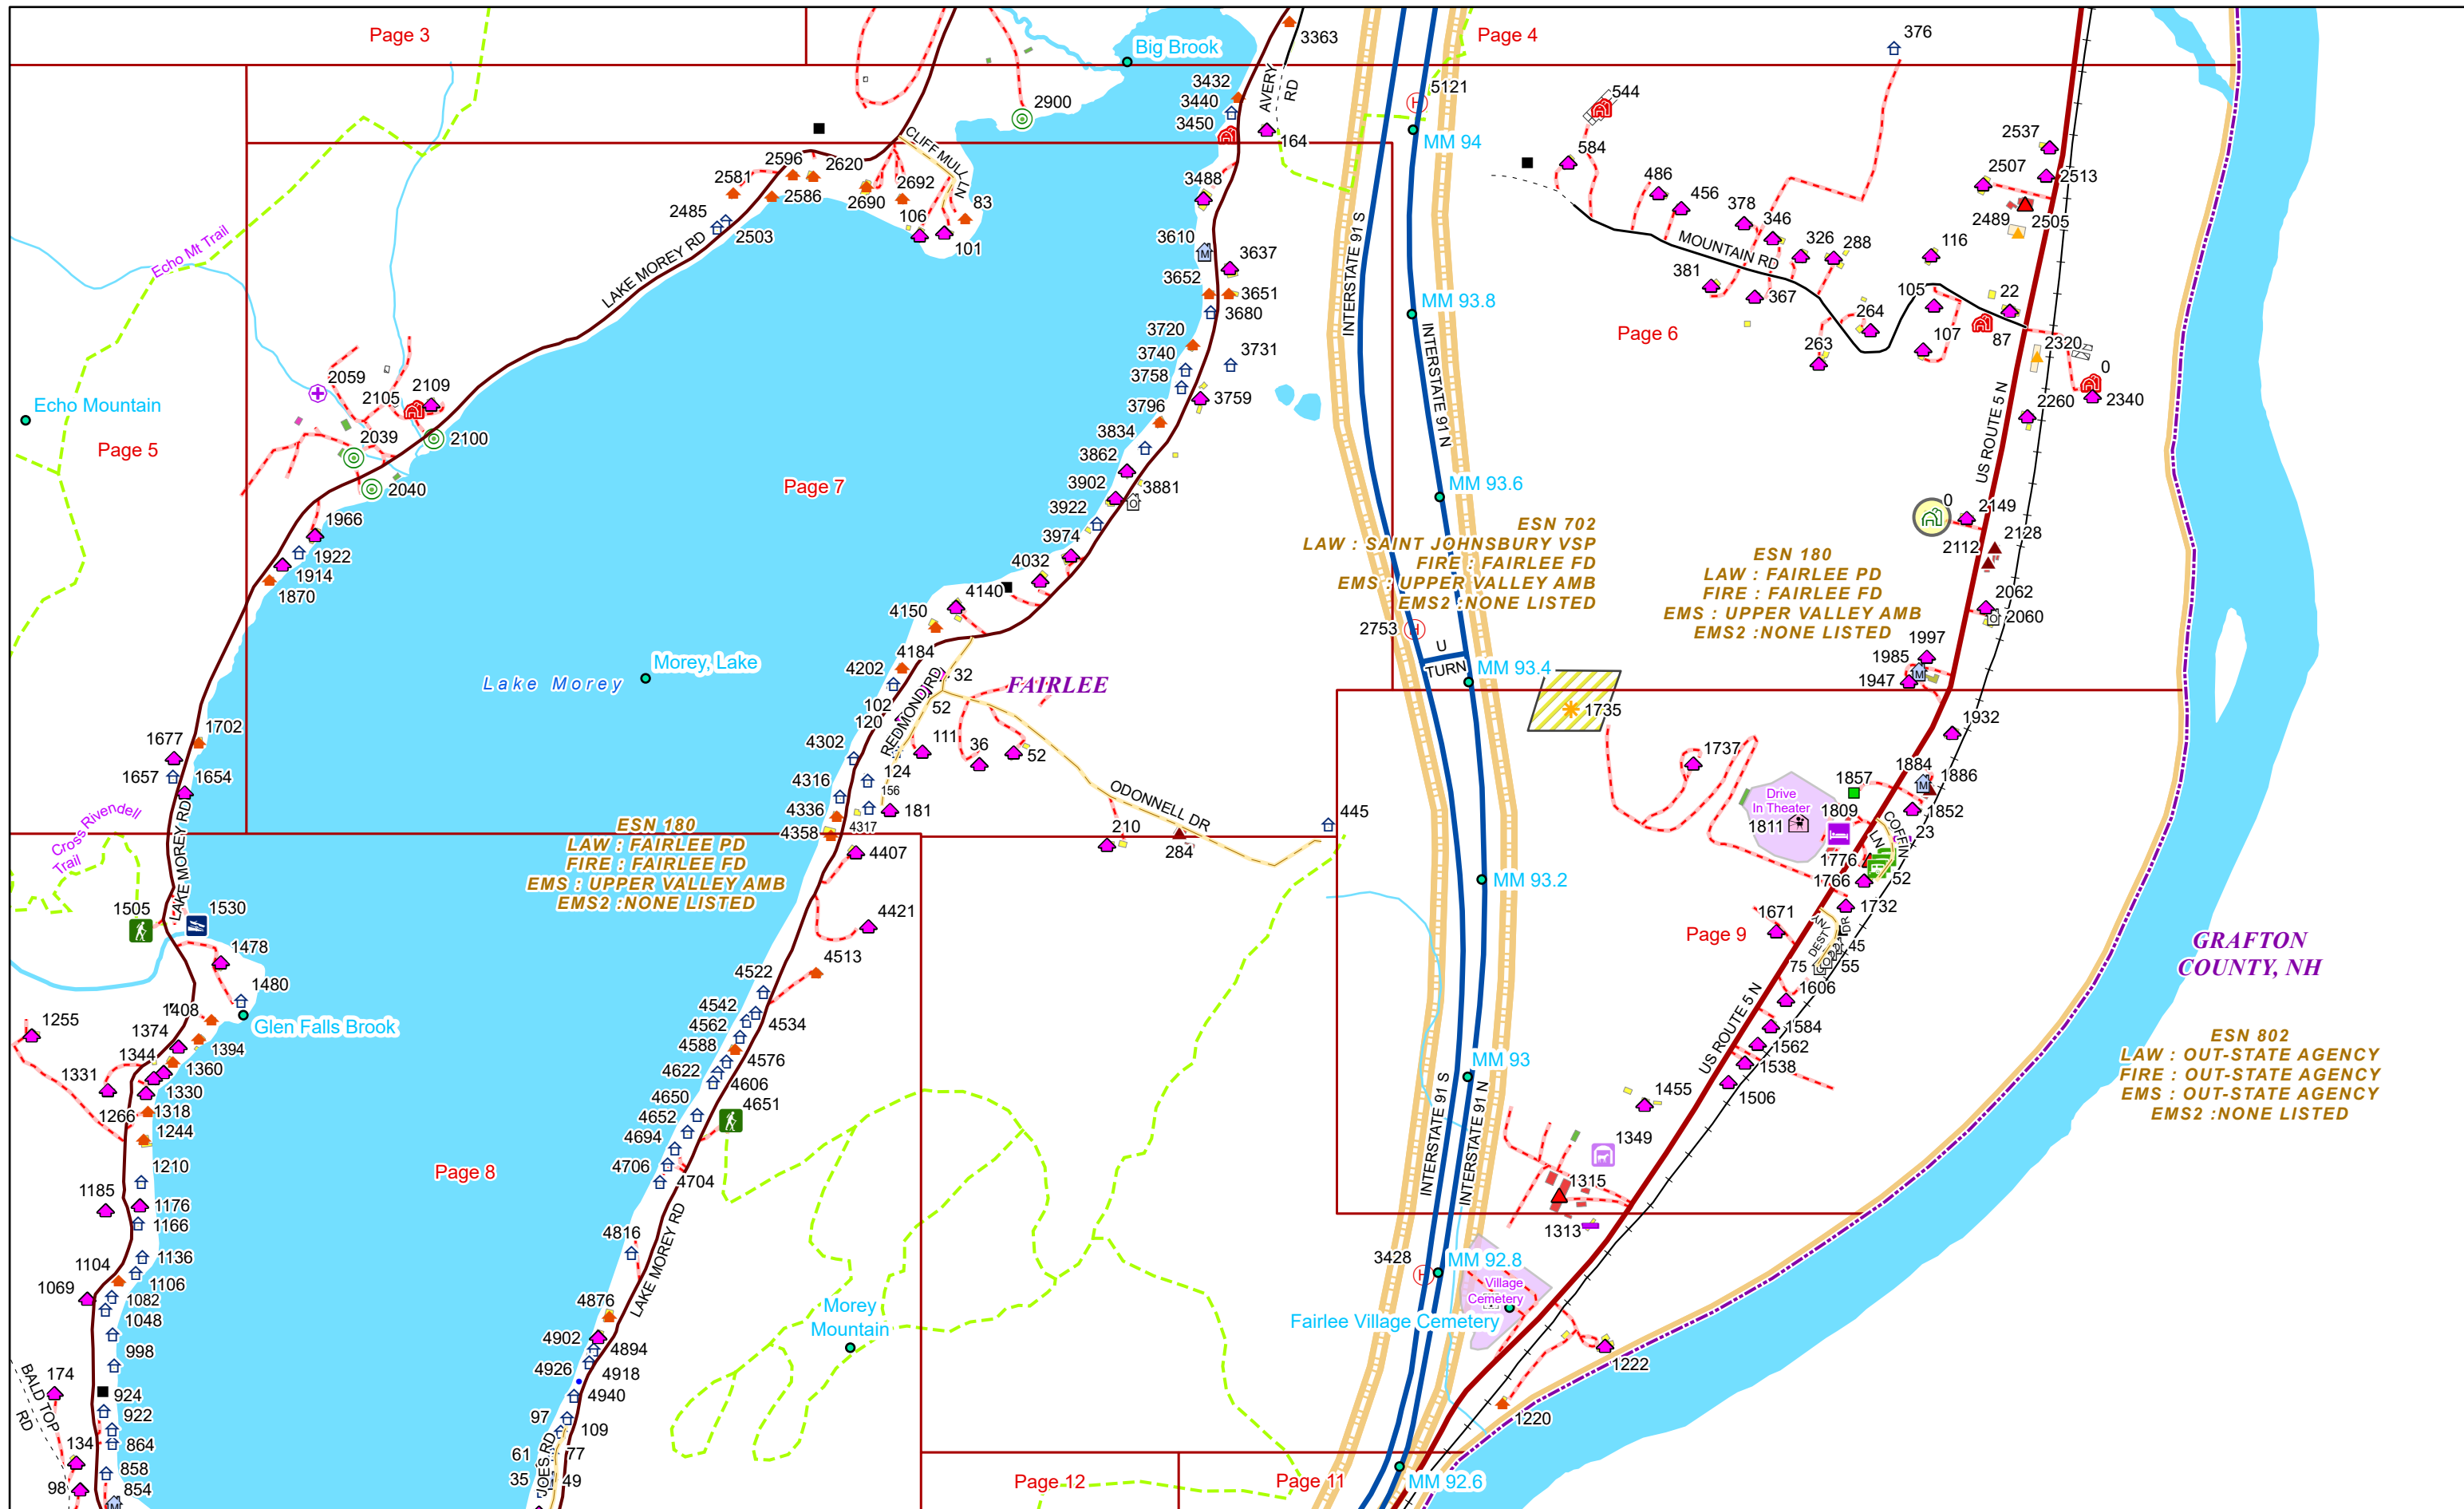 Page 3
Big Brook
3363
Page 4
376
AVERY RD
3432
3440
3450
164
5121
MM 94
2900
CLIFF MULL LN
544
584
2537
2507
2513
2489
2505
486
456
378
346
326
288
116
MOUNTAIN RD
381
367
264
263
105
107
22
87
2320
0
2340
2260
Page 6
2596
2620
2581
2586
2692
2690
2485
2503
106
83
101
3488
3610
3637
3652
3651
3680
3720
3740
3731
3758
3759
3796
3834
3862
3902
3881
3922
3974
4032
4140
4150
INTERSTATE 91 S
MM 93.8
INTERSTATE 91 N
MM 93.6
US ROUTE 5 N
Echo Mt Trail
LAKE MOREY RD
Echo Mountain
Page 5
2059
2105
2109
2039
2100
2040
1966
1922
1914
1870
Page 7
0
2149
2128
2112
2062
2060
1997
1985
1947
ESN 702
LAW : SAINT JOHNSBURY VSP
FIRE : FAIRLEE FD
EMS : UPPER VALLEY AMB
EMS2 :NONE LISTED
ESN 180
LAW : FAIRLEE PD
FIRE : FAIRLEE FD
EMS : UPPER VALLEY AMB
EMS2 :NONE LISTED
2753
U TURN
MM 93.4
Morey, Lake
Lake Morey
FAIRLEE
4184
4202
32
REDMOND RD
102
52
120
111
36
52
4302
124
4316
156
181
4336
4317
4358
4407
4421
ODONNELL DR
210
284
445
1735
1737
1932
Drive
In Theater
1811
1857
1809
1884
1886
1852
COFFIN LN
23
1776
1766
52
1732
1702
1677
1657
1654
LAKE MOREY RD
Cross Rivendell
Trail
ESN 180
LAW : FAIRLEE PD
FIRE : FAIRLEE FD
EMS : UPPER VALLEY AMB
EMS2 :NONE LISTED
MM 93.2
Page 9
1671
DESTINY DR
45
75
55
1606
1584
1562
1538
1506
US ROUTE 5 N
GRAFTON
COUNTY, NH
ESN 802
LAW : OUT-STATE AGENCY
FIRE : OUT-STATE AGENCY
EMS : OUT-STATE AGENCY
EMS2 :NONE LISTED
1505
1530
1478
1480
1408
Glen Falls Brook
1255
1374
1394
1344
1360
1331
1330
1266
1318
1244
1210
1185
1176
1166
1136
1104
1106
1069
1082
1048
998
174
924
922
BALD TOP RD
134
864
858
98
854
Page 8
4513
4522
4542
4534
4562
4588
4576
4622
4606
4650
4651
4652
4694
4706
4704
4816
LAKE MOREY RD
4876
4902
4894
4926
4918
4940
97
109
61
77
35
49
JOES RD
Morey
Mountain
MM 93
INTERSTATE 91 S
INTERSTATE 91 N
1455
1349
1315
1313
3428
MM 92.8
Village
Cemetery
Fairlee Village Cemetery
1222
1220
Page 12
Page 11
MM 92.6